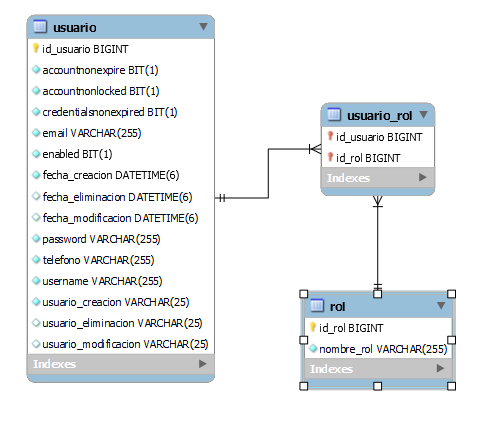 usuario
id_usuario BIGINT
accountnonexpire BIT(1)
accountnonlocked BIT(1)
credentialsnonexpired BIT(1)
email VARCHAR(255)
enabled BIT(1)
fecha_creacion DATETIME(6)
fecha_eliminacion DATETIME(6)
fecha_modificacion DATETIME(6)
password VARCHAR(255)
telefono VARCHAR(255)
username VARCHAR(255)
usuario_creacion VARCHAR(25)
usuario_eliminacion VARCHAR(25)
usuario_modificacion VARCHAR(25)
Indexes
usuario_rol
id_usuario BIGINT
id_rol BIGINT
Indexes
rol
id_rol BIGINT
nombre_rol VARCHAR(255)
Indexes